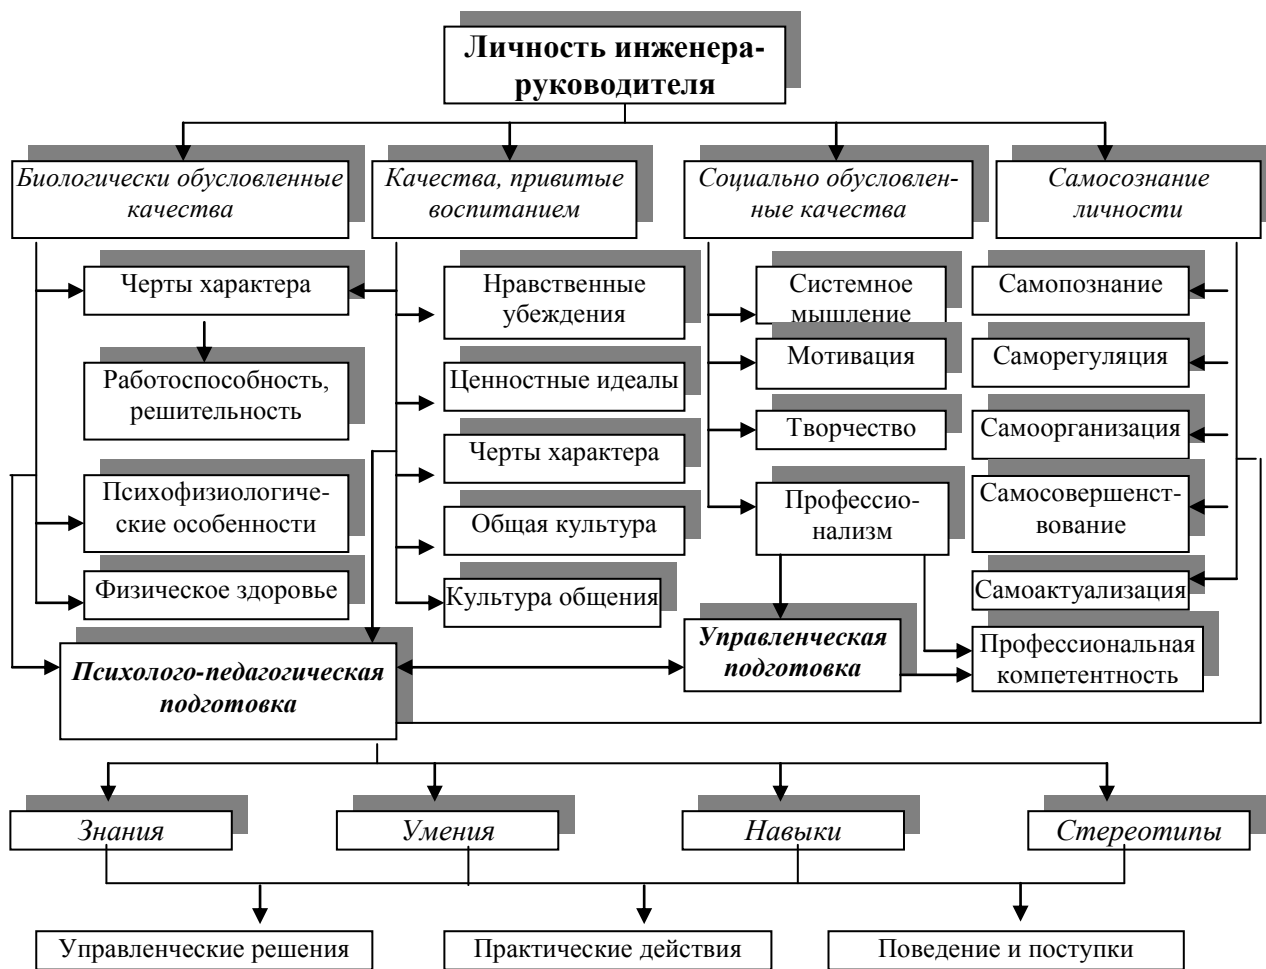 Личность инженера-
руководителя
Биологически обусловленные
качества
Качества, привитые
воспитанием
Социально обусловлен-
ные качества
Самосознание
личности
Черты характера
Нравственные
убеждения
Системное
мышление
Самопознание
Работоспособность,
решительность
Ценностные идеалы
Мотивация
Саморегуляция
Черты характера
Творчество
Самоорганизация
Психофизиологиче-
ские особенности
Общая культура
Профессио-
нализм
Самосовершенст-
вование
Физическое здоровье
Культура общения
Самоактуализация
Психолого-педагогическая
подготовка
Управленческая
подготовка
Профессиональная
компетентность
Знания
Умения
Навыки
Стереотипы
Управленческие решения
Практические действия
Поведение и поступки